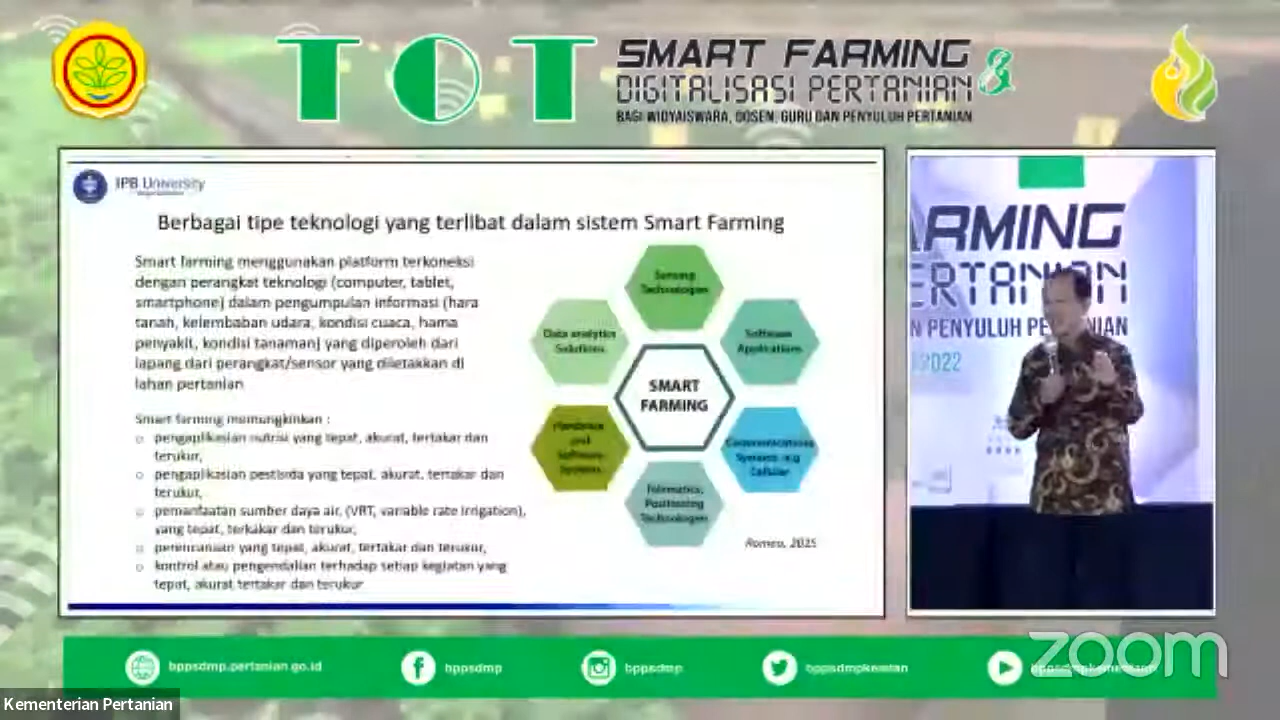 TOT
SMART FARMING &
DIGITALISASI PERTANIAN
BAGI WIDYAISWARA, DOSEN, GURU DAN PENYULUH PERTANIAN
IPB University
Berbagai tipe teknologi yang terlibat dalam sistem Smart Farming
Smart farming menggunakan platform terkoneksi
dengan perangkat teknologi (computer, tablet,
smartphone) dalam pengumpulan informasi (hara
tanah, kelembaban udara, kondisi cuaca, hama
penyakit, kondisi tanaman) yang diperoleh dari
lapang dari perangkat/sensor yang diletakkan di
lahan pertanian
Smart farming memungkinkan :
o pengaplikasian nutrisi yang tepat, akurat, tertakar dan
terukur,
o pengaplikasian pestisida yang tepat, akurat, tertakar dan
terukur,
o pemanfaatan sumber daya air, (VRT, variable rate irrigation),
yang tepat, terkakar dan terukur,
o perencanaan yang tepat, akurat, tertakar dan terukur,
o kontrol atau pengendalian terhadap setiap kegiatan yang
tepat, akurat tertakar dan terukur
Sensing
Technologies
Data analytics
Solutions
Software
Applications
SMART
FARMING
Hardware
and
Software
Systems
Communications
Systems e.g
Cellular
Telematics,
Positioning
Technologies
Romeo, 2015
ARMING
ERTANIAN
N PENYULUH PERTANIAN
2022
bppsdmp.pertanian.go.id
bppsdmp
bppsdmp
bppsdmpkementan
bppsdmpkementan
zoom
Kementerian Pertanian